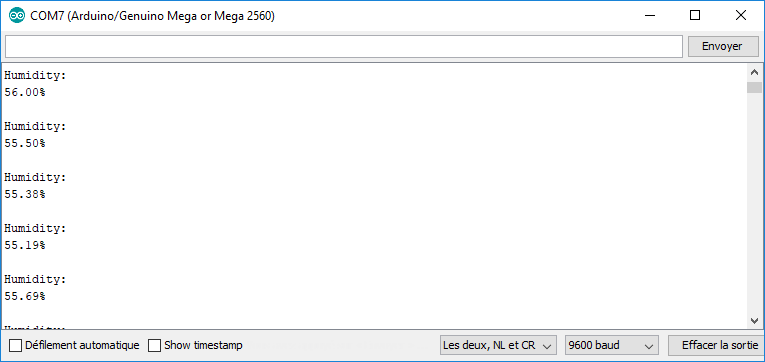 COM7 (Arduino/Genuino Mega or Mega 2560)
Envoyer
Humidity:
56.00%
Humidity:
55.50%
Humidity:
55.38%
Humidity:
55.19%
Humidity:
55.69%
Défilement automatique
Show timestamp
Les deux, NL et CR
9600 baud
Effacer la sortie